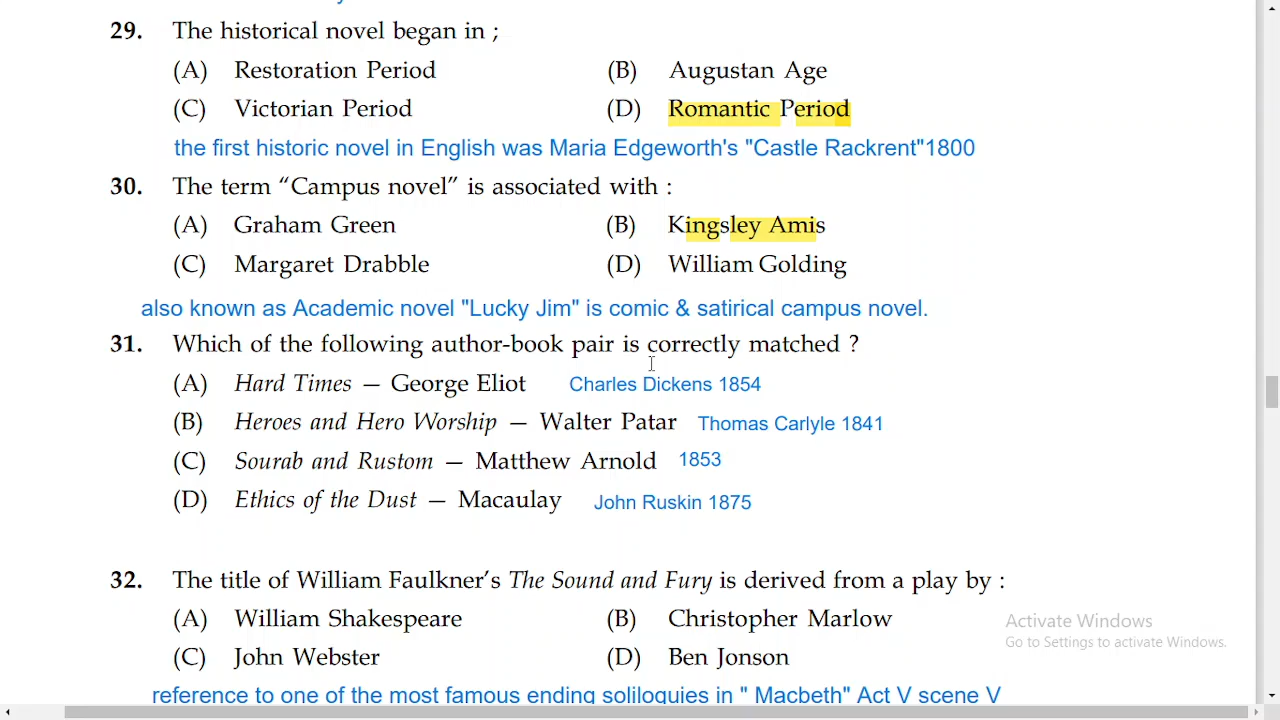 29. The historical novel began in ;
(A) Restoration Period (B) Augustan Age
(C) Victorian Period (D) Romantic Period
the first historic novel in English was Maria Edgeworth's "Castle Rackrent"1800
30. The term “Campus novel” is associated with :
(A) Graham Green (B) Kingsley Amis
(C) Margaret Drabble (D) William Golding
also known as Academic novel "Lucky Jim" is comic & satirical campus novel.
31. Which of the following author-book pair is correctly matched ?
(A) Hard Times — George Eliot Charles Dickens 1854
(B) Heroes and Hero Worship — Walter Patar Thomas Carlyle 1841
(C) Sourab and Rustom — Matthew Arnold 1853
(D) Ethics of the Dust — Macaulay John Ruskin 1875
32. The title of William Faulkner’s The Sound and Fury is derived from a play by :
(A) William Shakespeare (B) Christopher Marlow
Activate Windows
Go to Settings to activate Windows.
(C) John Webster (D) Ben Jonson
reference to one of the most famous ending soliloquies in " Macbeth" Act V scene V